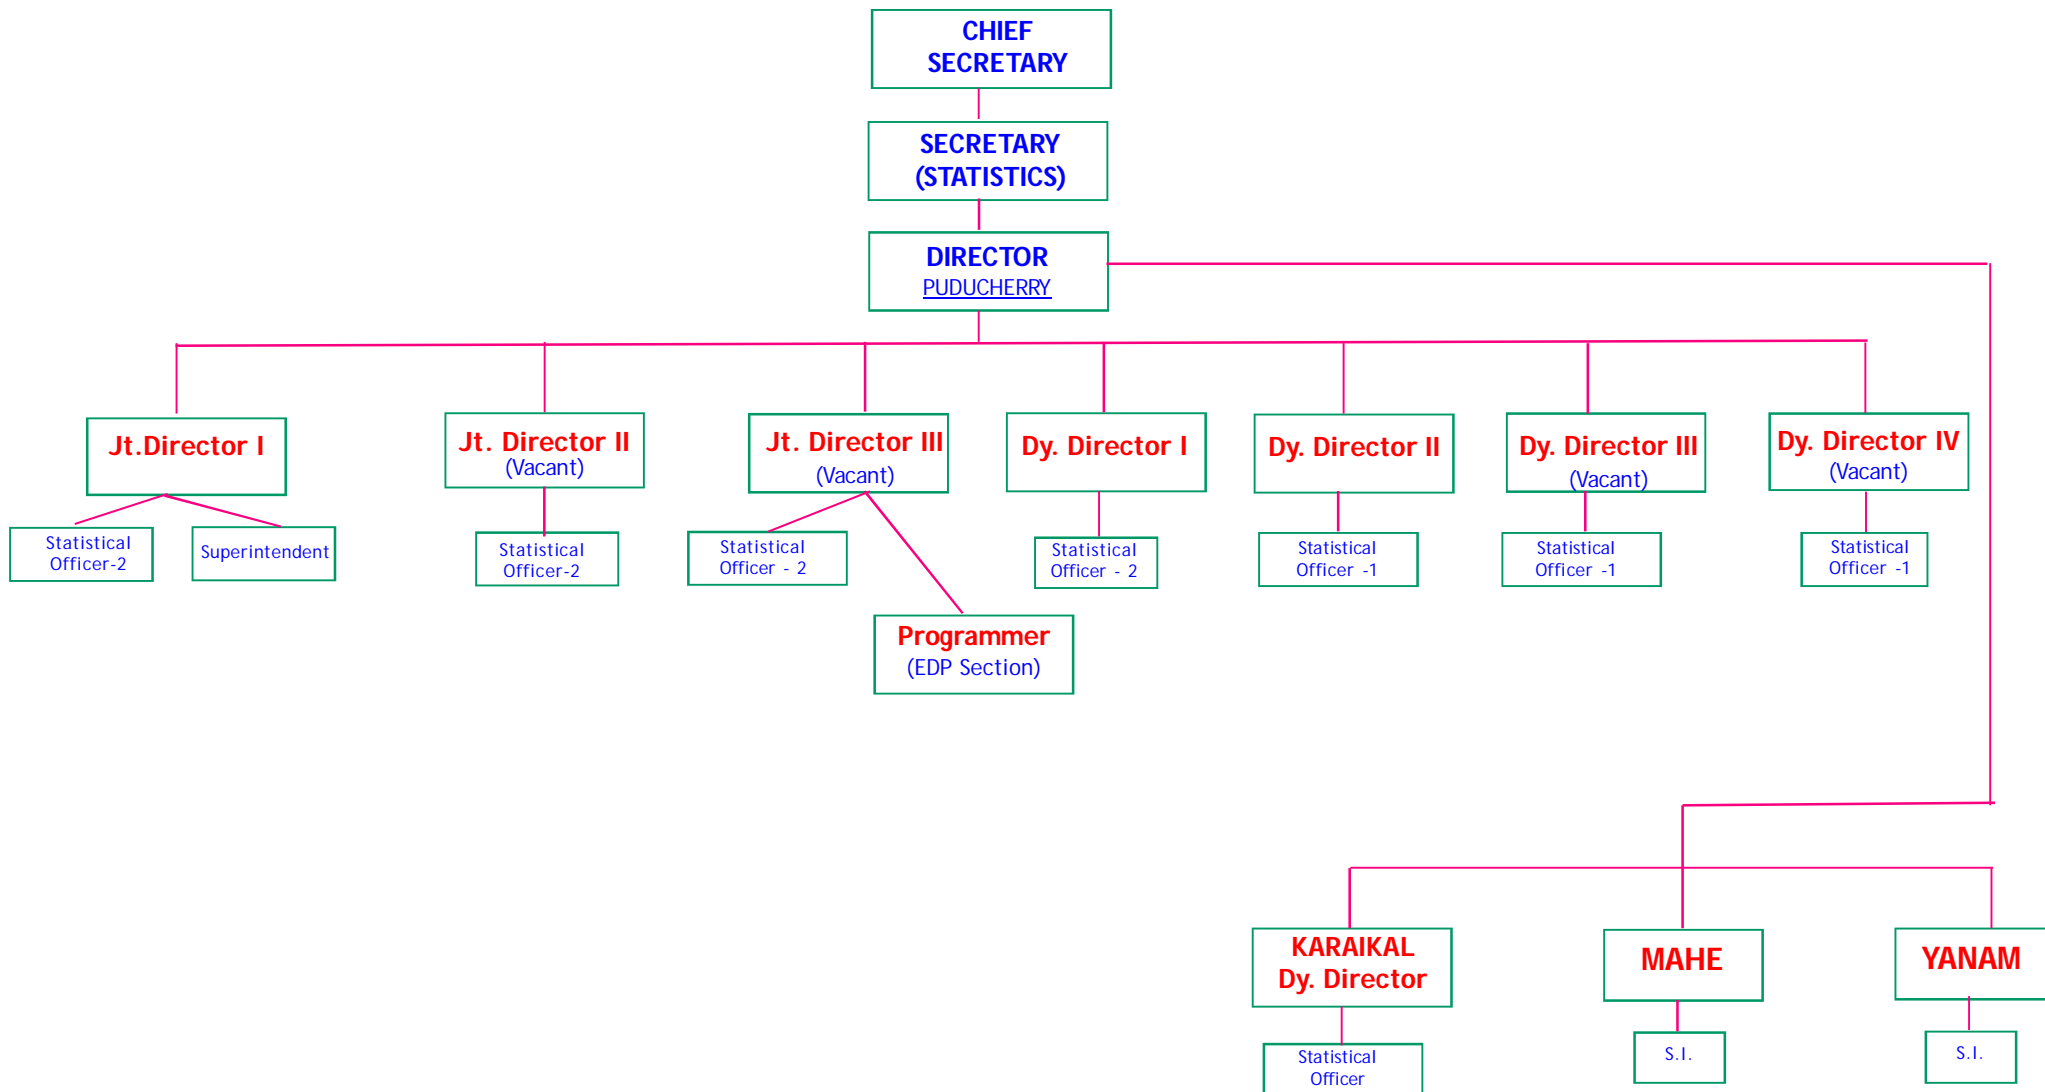 CHIEF
SECRETARY
SECRETARY
(STATISTICS)
DIRECTOR
PUDUCHERRY
Jt.Director I
Jt. Director II
(Vacant)
Jt. Director III
(Vacant)
Dy. Director I
Dy. Director II
Dy. Director III
(Vacant)
Dy. Director IV
(Vacant)
Statistical
Officer-2
Superintendent
Statistical
Officer-2
Statistical
Officer - 2
Statistical
Officer - 2
Statistical
Officer -1
Statistical
Officer -1
Statistical
Officer -1
Programmer
(EDP Section)
KARAIKAL
Dy. Director
MAHE
YANAM
Statistical
Officer
S.I.
S.I.